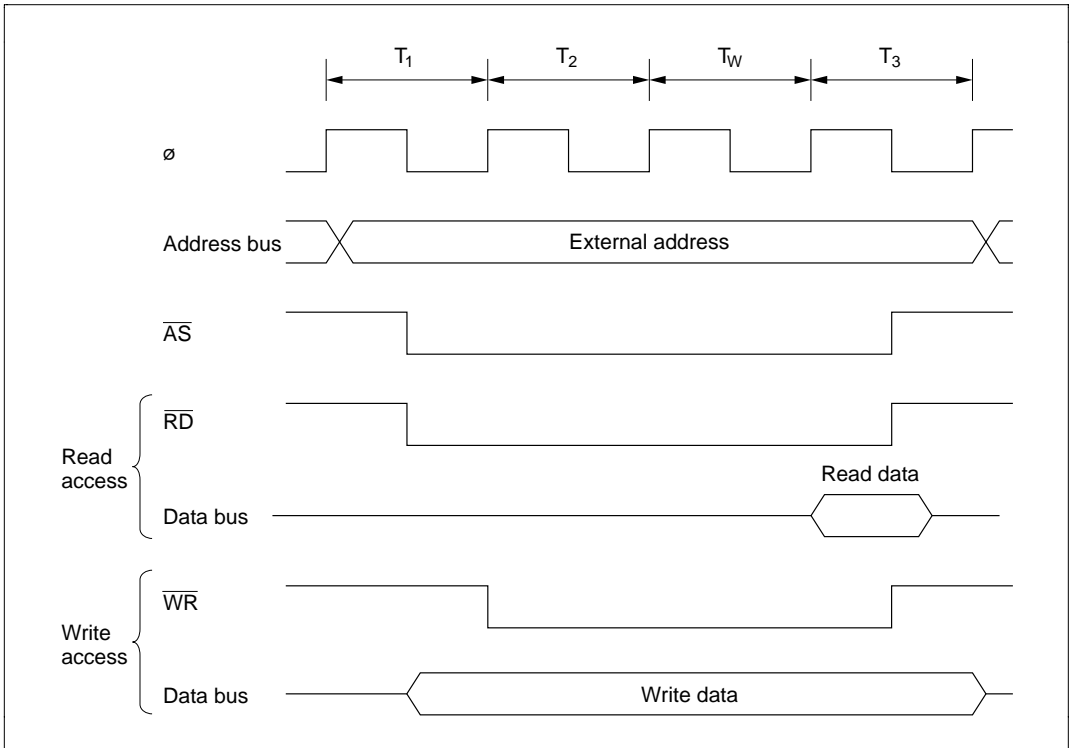 T1 T2 TW T3
ø
Address bus External address
AS
RD
Read access
Read data
Data bus
WR
Write access
Data bus Write data